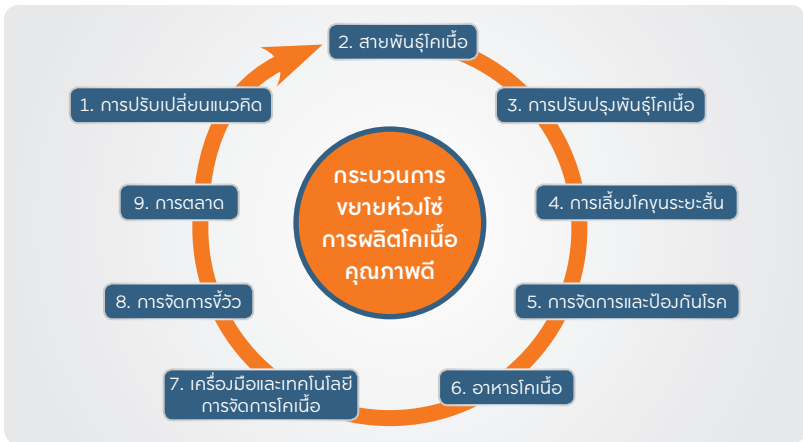 2. สายพันธุ์โคเนื้อ
1. การปรับเปลี่ยนแนวคิด
3. การปรับปรุงพันธุ์โคเนื้อ
กระบวนการ
ขยายห่วงโซ่
การผลิตโคเนื้อ
คุณภาพดี
9. การตลาด
4. การเลี้ยงโคขุนระยะสั้น
8. การจัดการขี้วัว
5. การจัดการและป้องกันโรค
7. เครื่องมือและเทคโนโลยี
การจัดการโคเนื้อ
6. อาหารโคเนื้อ